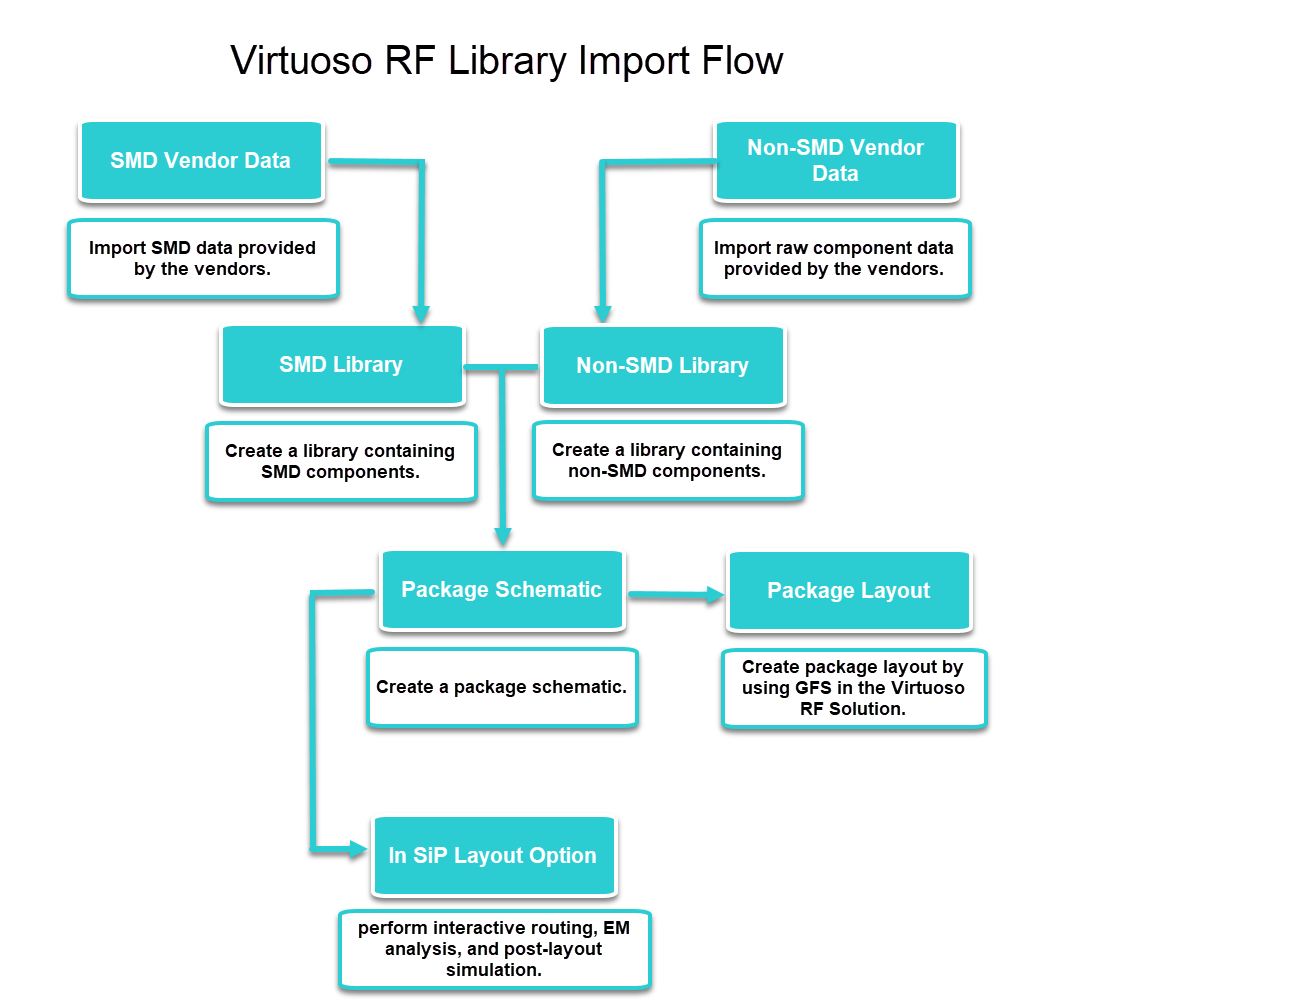 Virtuoso RF Library Import Flow
SMD Vendor Data
Non-SMD Vendor
Data
Import SMD data provided
by the vendors.
Import raw component data
provided by the vendors.
SMD Library
Non-SMD Library
Create a library containing
SMD components.
Create a library containing
non-SMD components.
Package Schematic
Package Layout
Create a package schematic.
Create package layout by
using GFS in the Virtuoso
RF Solution.
In SiP Layout Option
perform interactive routing, EM
analysis, and post-layout
simulation.